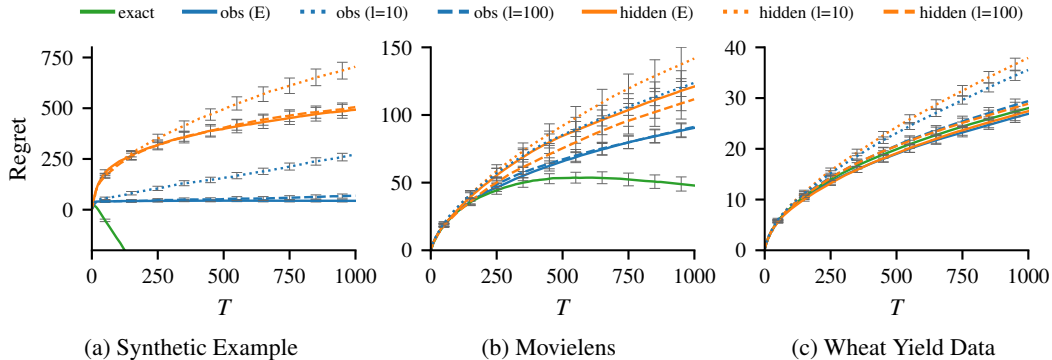 exact obs (E) obs (l=10) obs (l=100) hidden (E) hidden (l=10) hidden (l=100)
Regret
750
500
250
0
0 250 500 750 1000
T
(a) Synthetic Example
150
100
50
0
0 250 500 750 1000
T
(b) Movielens
40
30
20
10
0
0 250 500 750 1000
T
(c) Wheat Yield Data